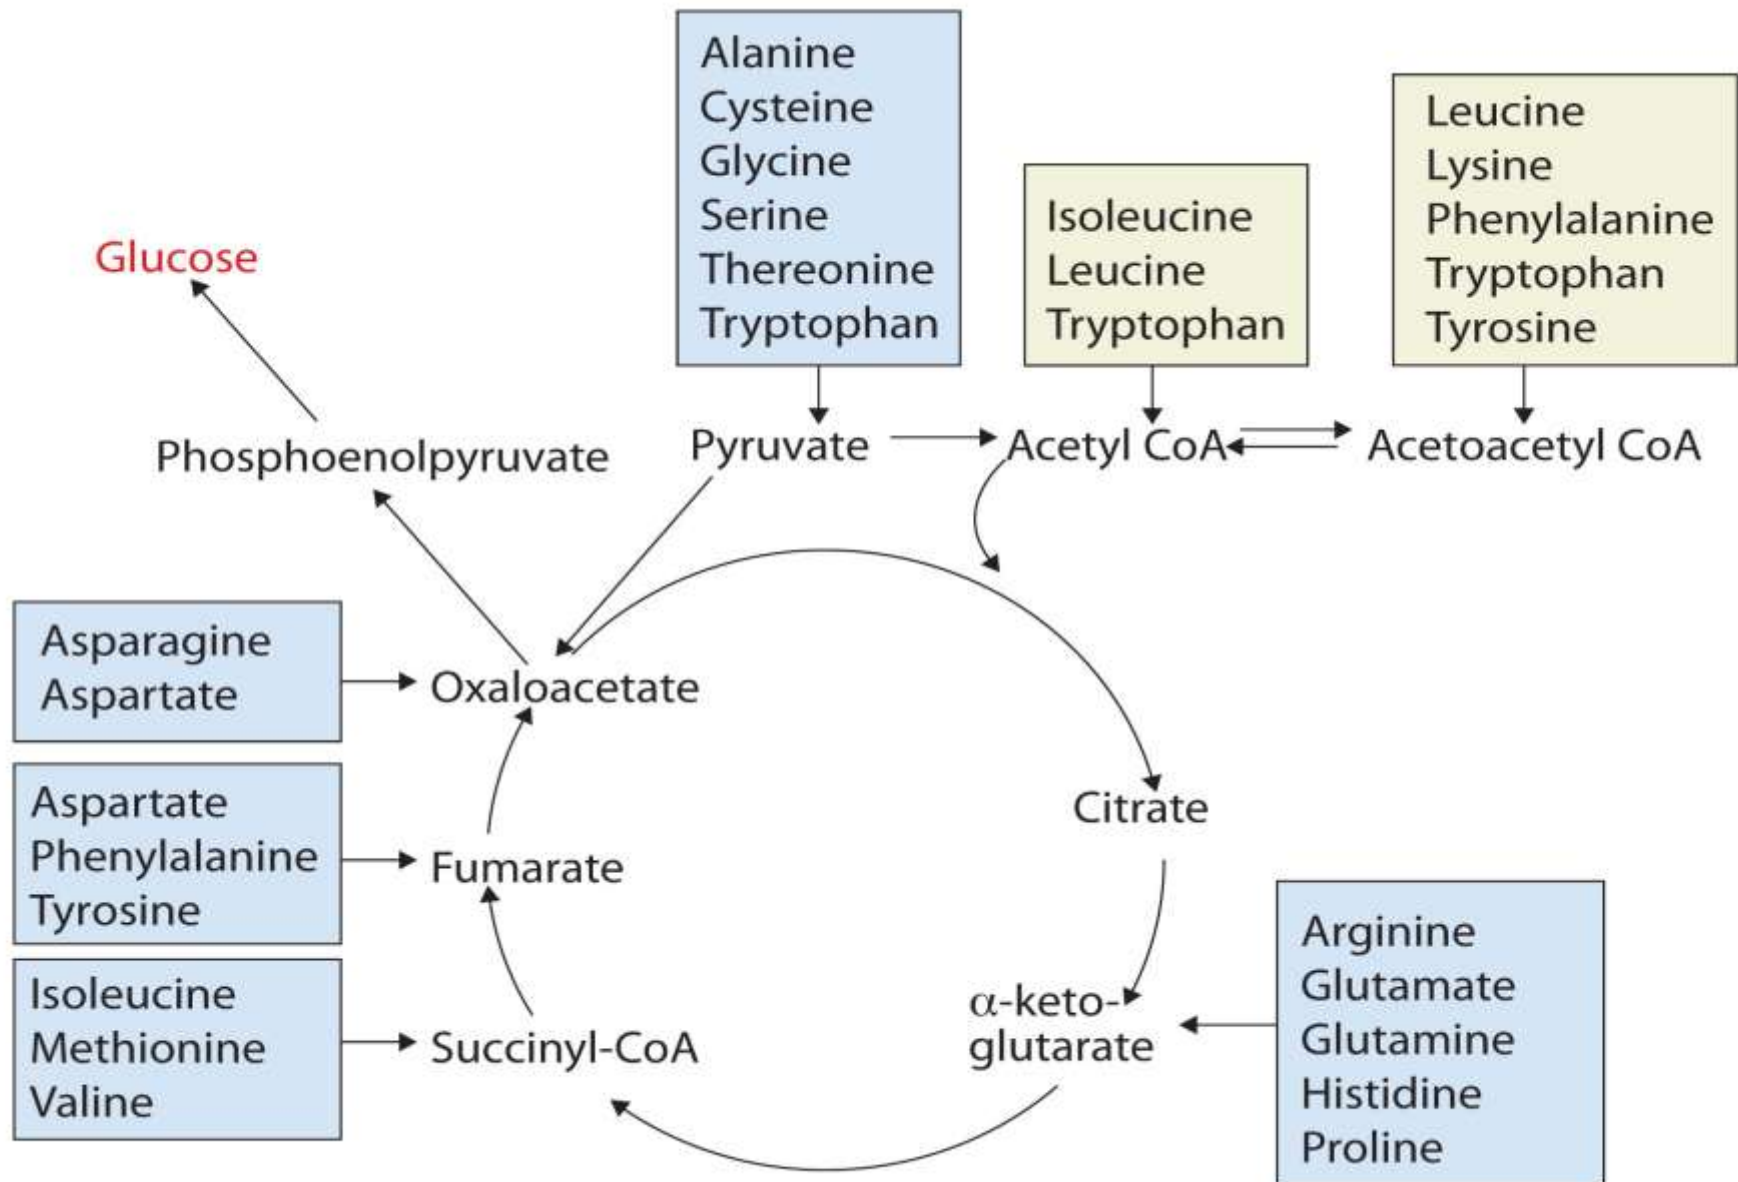 Alanine
Cysteine
Glycine
Serine
Thereonine
Tryptophan
Isoleucine
Leucine
Tryptophan
Leucine
Lysine
Phenylalanine
Tryptophan
Tyrosine
Glucose
Phosphoenolpyruvate
Pyruvate
Acetyl CoA
Acetoacetyl CoA
Asparagine
Aspartate
Oxaloacetate
Aspartate
Phenylalanine
Tyrosine
Fumarate
Citrate
Isoleucine
Methionine
Valine
Succinyl-CoA
α-keto-
glutarate
Arginine
Glutamate
Glutamine
Histidine
Proline